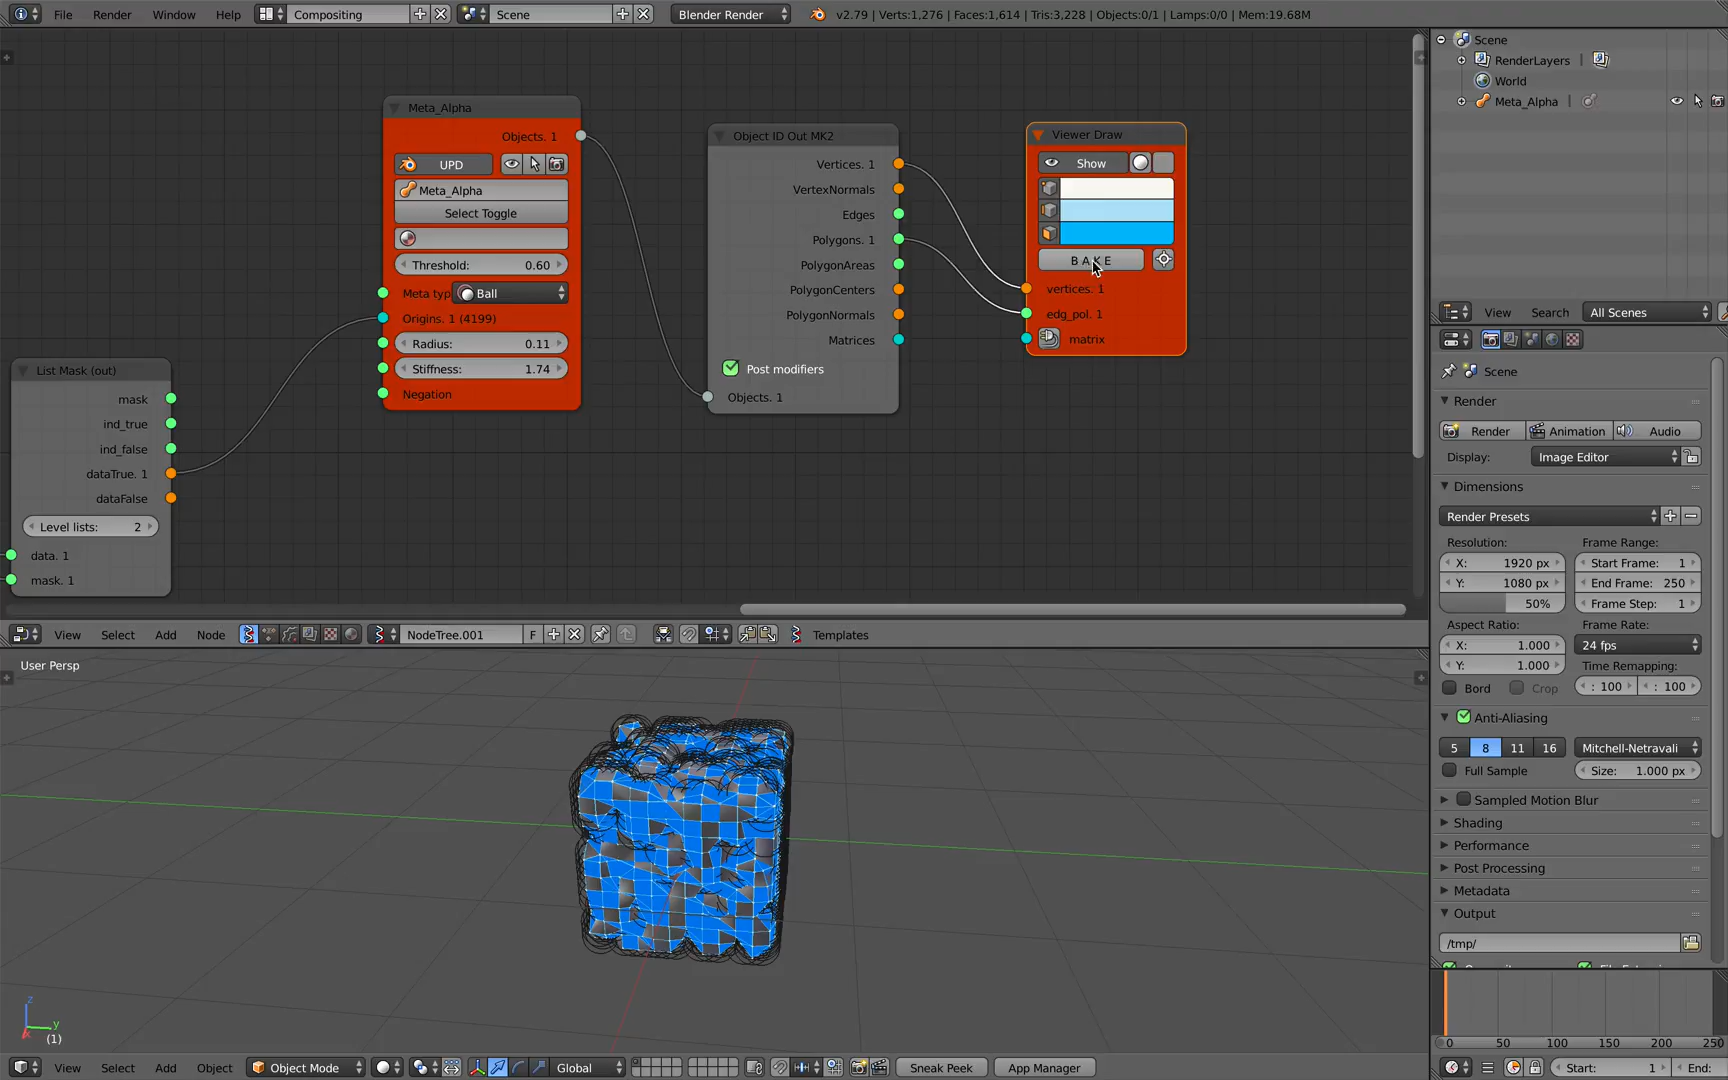 File Render Window Help Compositing Scene Blender Render v2.79 | Verts:1,276 | Faces:1,614 | Tris:3,228 | Objects:0/1 | Lamps:0/0 | Mem:19.68M
Meta_Alpha
Objects. 1
UPD
Meta_Alpha
Select Toggle
Threshold: 0.60
Meta typ Ball
Origins. 1 (4199)
Radius: 0.11
Stiffness: 1.74
Negation
List Mask (out)
mask
ind_true
ind_false
dataTrue. 1
dataFalse
Level lists: 2
data. 1
mask. 1
Object ID Out MK2
Vertices. 1
VertexNormals
Edges
Polygons. 1
PolygonAreas
PolygonCenters
PolygonNormals
Matrices
Post modifiers
Objects. 1
Viewer Draw
Show
B A K E
vertices. 1
edg_pol. 1
matrix
View Select Add Node NodeTree.001 F Templates
User Persp
z
y
(1)
View Select Add Object Object Mode Global Sneak Peek App Manager
Scene
RenderLayers |
World
Meta_Alpha |
View Search All Scenes
Scene
Render
Render Animation Audio
Display: Image Editor
Dimensions
Render Presets
Resolution: Frame Range:
X: 1920 px Start Frame: 1
Y: 1080 px End Frame: 250
50% Frame Step: 1
Aspect Ratio: Frame Rate:
X: 1.000 24 fps
Y: 1.000 Time Remapping:
Bord Crop : 100 : 100
Anti-Aliasing
5 8 11 16 Mitchell-Netravali
Full Sample Size: 1.000 px
Sampled Motion Blur
Shading
Performance
Post Processing
Metadata
Output
/tmp/
0 50 100 150 200 250
Start: 1 End: